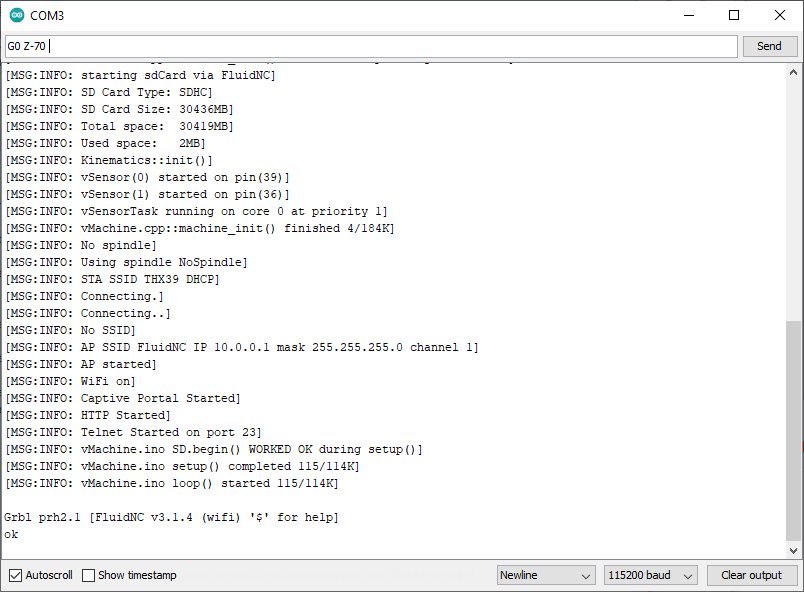 COM3
G0 Z-70
Send
[MSG:INFO: starting sdCard via FluidNC]
[MSG:INFO: SD Card Type: SDHC]
[MSG:INFO: SD Card Size: 30436MB]
[MSG:INFO: Total space:  30419MB]
[MSG:INFO: Used space:   2MB]
[MSG:INFO: Kinematics::init()]
[MSG:INFO: vSensor(0) started on pin(39)]
[MSG:INFO: vSensor(1) started on pin(36)]
[MSG:INFO: vSensorTask running on core 0 at priority 1]
[MSG:INFO: vMachine.cpp::machine_init() finished 4/184K]
[MSG:INFO: No spindle]
[MSG:INFO: Using spindle NoSpindle]
[MSG:INFO: STA SSID THX39 DHCP]
[MSG:INFO: Connecting.]
[MSG:INFO: Connecting..]
[MSG:INFO: No SSID]
[MSG:INFO: AP SSID FluidNC IP 10.0.0.1 mask 255.255.255.0 channel 1]
[MSG:INFO: AP started]
[MSG:INFO: WiFi on]
[MSG:INFO: Captive Portal Started]
[MSG:INFO: HTTP Started]
[MSG:INFO: Telnet Started on port 23]
[MSG:INFO: vMachine.ino SD.begin() WORKED OK during setup()]
[MSG:INFO: vMachine.ino setup() completed 115/114K]
[MSG:INFO: vMachine.ino loop() started 115/114K]
Grbl prh2.1 [FluidNC v3.1.4 (wifi) '$' for help]
ok
Autoscroll Show timestamp Newline 115200 baud Clear output